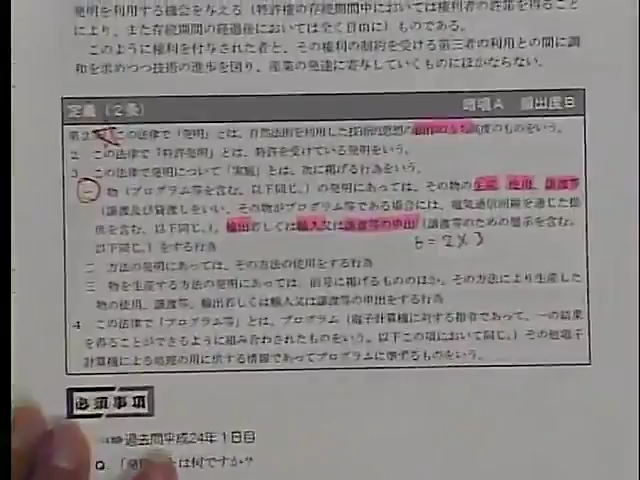 発明を利用する機会を与える(特許権の存続期間中においては権利者の許諾を得ること
により、また存続期間の経過後においては全く自由に)ものである。
このように権利を付与された者と、その権利の制約を受ける第三者の利用との間に調
和を求めつつ技術の進歩を図り、産業の発達に寄与していくものにほかならない。
定義(2条) 暗唱A 頻出度B
この法律で「発明」とは、自然法則を利用した技術的思想の創作のうち高度のものをいう。
2 この法律で「特許発明」とは、特許を受けている発明をいう。
3 この法律で発明について「実施」とは、次に掲げる行為をいう。
一 物(プログラム等を含む。以下同じ。)の発明にあっては、その物の生産、使用、譲渡等
(譲渡及び貸渡しをいい、その物がプログラム等である場合には、電気通信回線を通じた提
供を含む。以下同じ。)、輸出若しくは輸入又は譲渡等の申出(譲渡等のための展示を含む。
以下同じ。)をする行為
6=2×3
二 方法の発明にあっては、その方法の使用をする行為
三 物を生産する方法の発明にあっては、前号に掲げるもののほか、その方法により生産した
物の使用、譲渡等、輸出若しくは輸入又は譲渡等の申出をする行為
4 この法律で「プログラム等」とは、プログラム(電子計算機に対する指令であって、一の結果
を得ることができるように組み合わされたものをいう。以下この項において同じ。)その他電子
計算機による処理の用に供する情報であってプログラムに準ずるものをいう。
必須事項
過去問平成24年1日目
Q. とは何ですか?